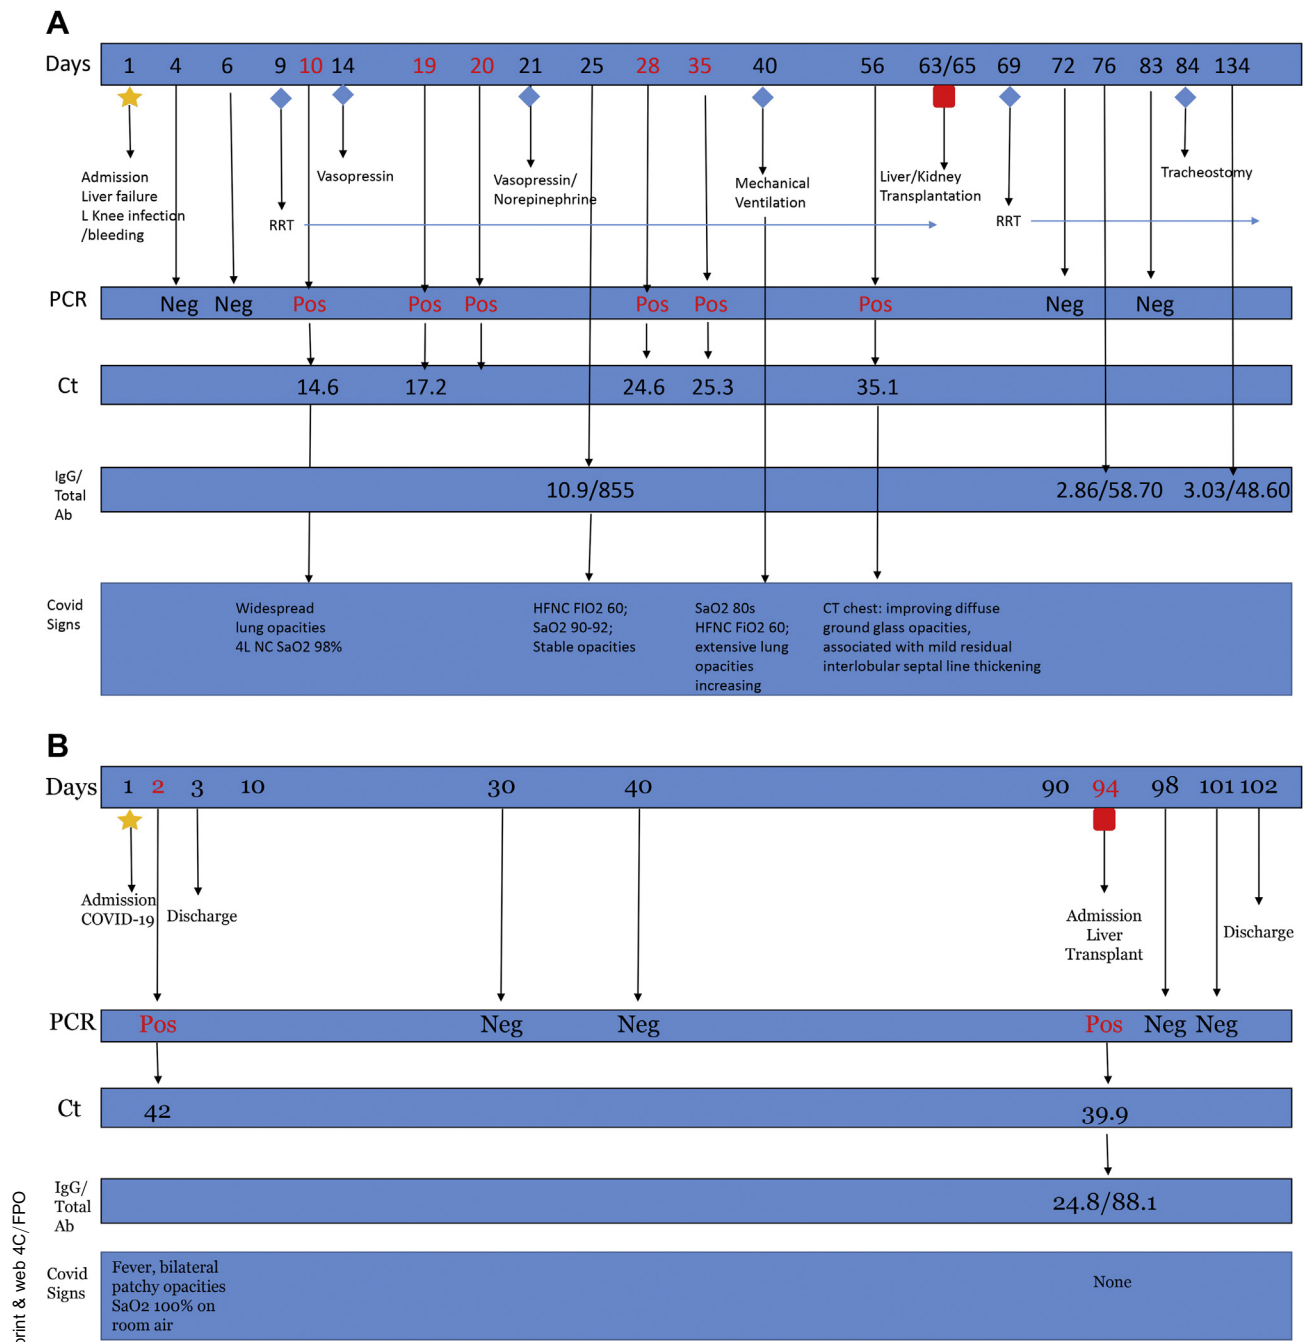 A
Days 1 4 6 9 10 14 19 20 21 25 28 35 40 56 63/65 69 72 76 83 84 134
Admission
Liver failure
L Knee infection
/bleeding
RRT
Vasopressin
Vasopressin/
Norepinephrine
Mechanical
Ventilation
Liver/Kidney
Transplantation
RRT
Tracheostomy
PCR Neg Neg Pos Pos Pos Pos Pos Pos Neg Neg
Ct 14.6 17.2 24.6 25.3 35.1
IgG/
Total
Ab
10.9/855 2.86/58.70 3.03/48.60
Covid
Signs
Widespread
lung opacities
4L NC SaO2 98%
HFNC FIO2 60;
SaO2 90-92;
Stable opacities
SaO2 80s
HFNC FiO2 60;
extensive lung
opacities
increasing
CT chest: improving diffuse
ground glass opacities,
associated with mild residual
interlobular septal line thickening
B
Days 1 2 3 10 30 40 90 94 98 101 102
Admission
COVID-19
Discharge
Admission
Liver
Transplant
Discharge
PCR Pos Neg Neg Pos Neg Neg
Ct 42 39.9
IgG/
Total
Ab
24.8/88.1
Covid
Signs
Fever, bilateral
patchy opacities
SaO2 100% on
room air
None
print & web 4C/FPO